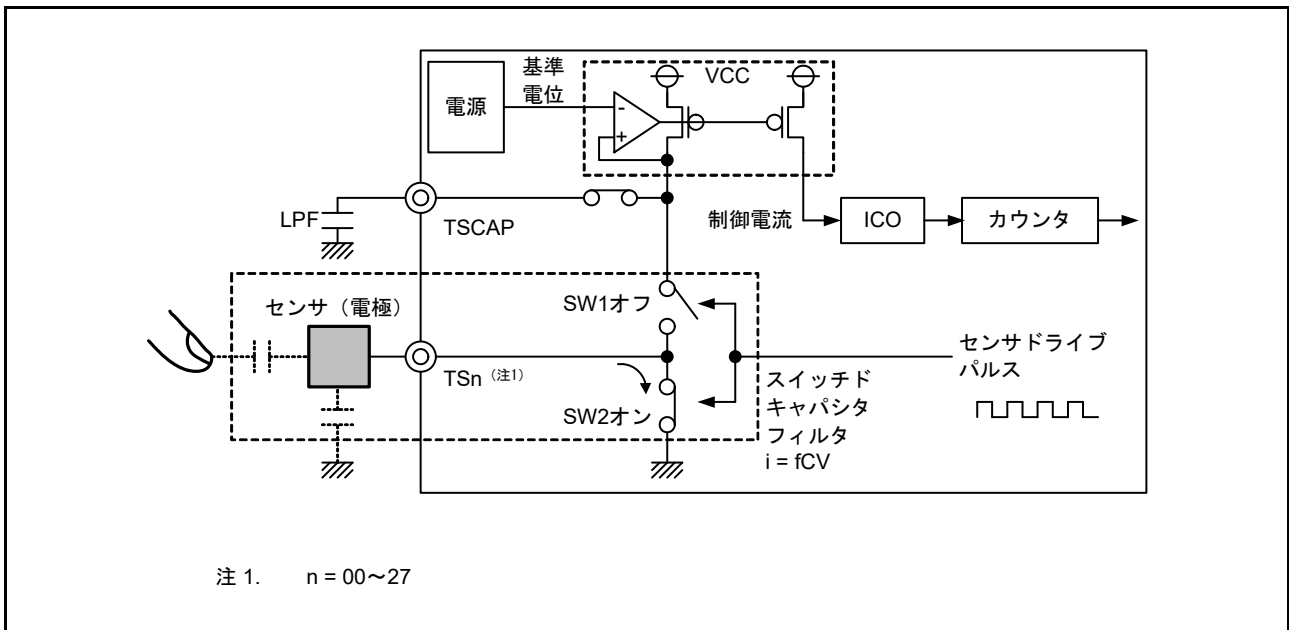 電源
基準
電位
VCC
-
+
LPF
TSCAP
制御電流
ICO
カウンタ
センサ（電極）
SW1オフ
TSn（注1）
SW2オン
センサドライブ
パルス
スイッチド
キャパシタ
フィルタ
i = fCV
注 1. n = 00～27